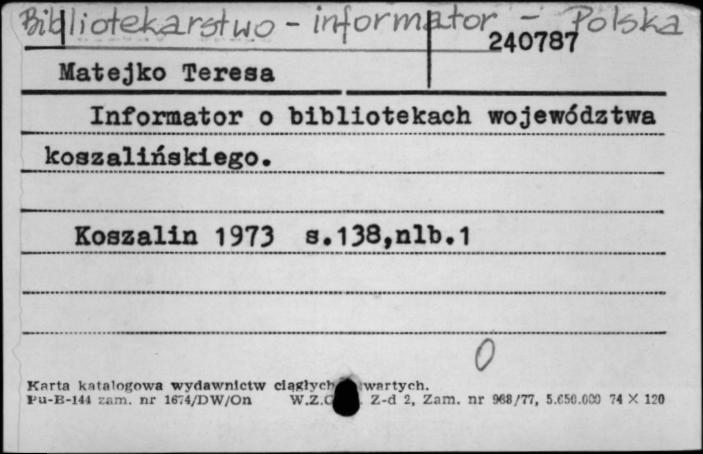 Bibliotekarstwo - informator - Polska
240787
Matejko Teresa
Informator o bibliotekach województwa
koszalińskiego.
Koszalin 1973 s.138,nlb.1
0
Karta katalogowa wydawnictw ciągłych wartych.
Pu-B-144 zam. nr 1674/DW/On W.Z.G. Z-d 2, Zam. nr 968/77, 5.650.000 74 X 120